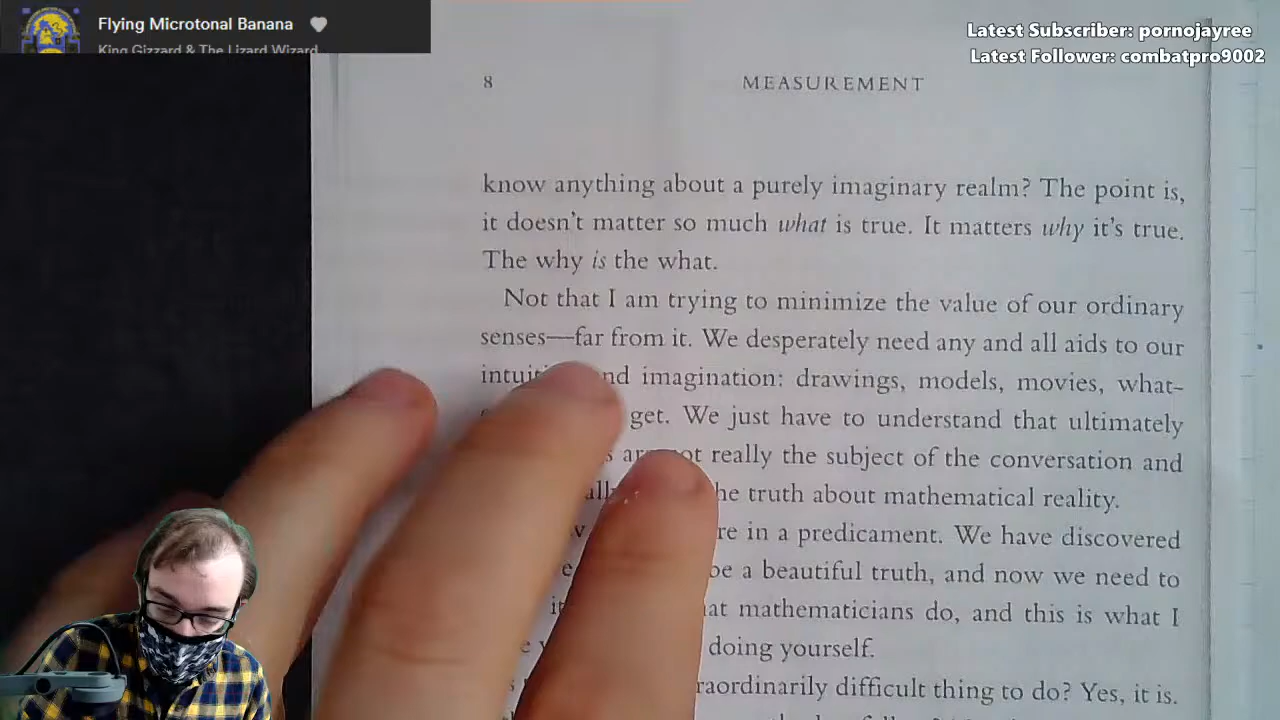 Flying Microtonal Banana
King Gizzard & The Lizard Wizard
Latest Subscriber: pornojayree
Latest Follower: combatpro9002
8 MEASUREMENT
know anything about a purely imaginary realm? The point is,
it doesn't matter so much what is true. It matters why it's true.
The why is the what.
Not that I am trying to minimize the value of our ordinary
senses—far from it. We desperately need any and all aids to our
nd imagination: drawings, models, movies, what-
get. We just have to understand that ultimately
really the subject of the conversation and
he truth about mathematical reality.
re in a predicament. We have discovered
be a beautiful truth, and now we need to
at mathematicians do, and this is what I
doing yourself.
raordinarily difficult thing to do? Yes, it is.